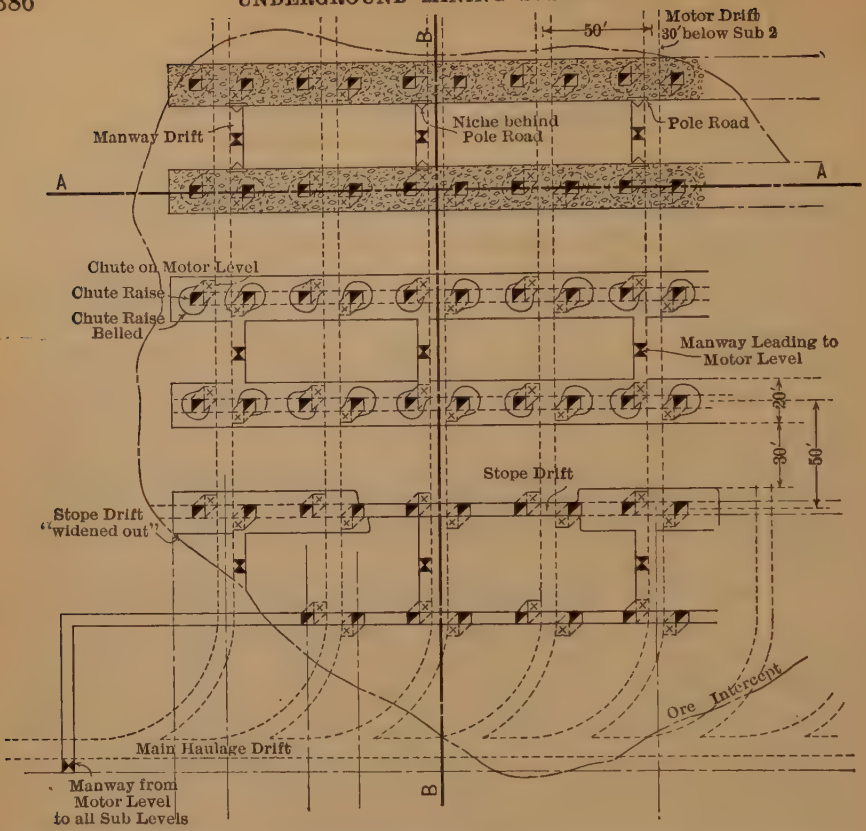 UNDERGROUND MINING
50'
Motor Drift
30' below Sub 2
B
Manway Drift
Niche behind
Pole Road
Pole Road
A
A
Chute on Motor Level
Chute Raise
Chute Raise
Belled
Manway Leading to
Motor Level
20'
30'
50'
Stope Drift
Stope Drift
"widened out"
Ore Intercept
Main Haulage Drift
Manway from
Motor Level
to all Sub Levels
B